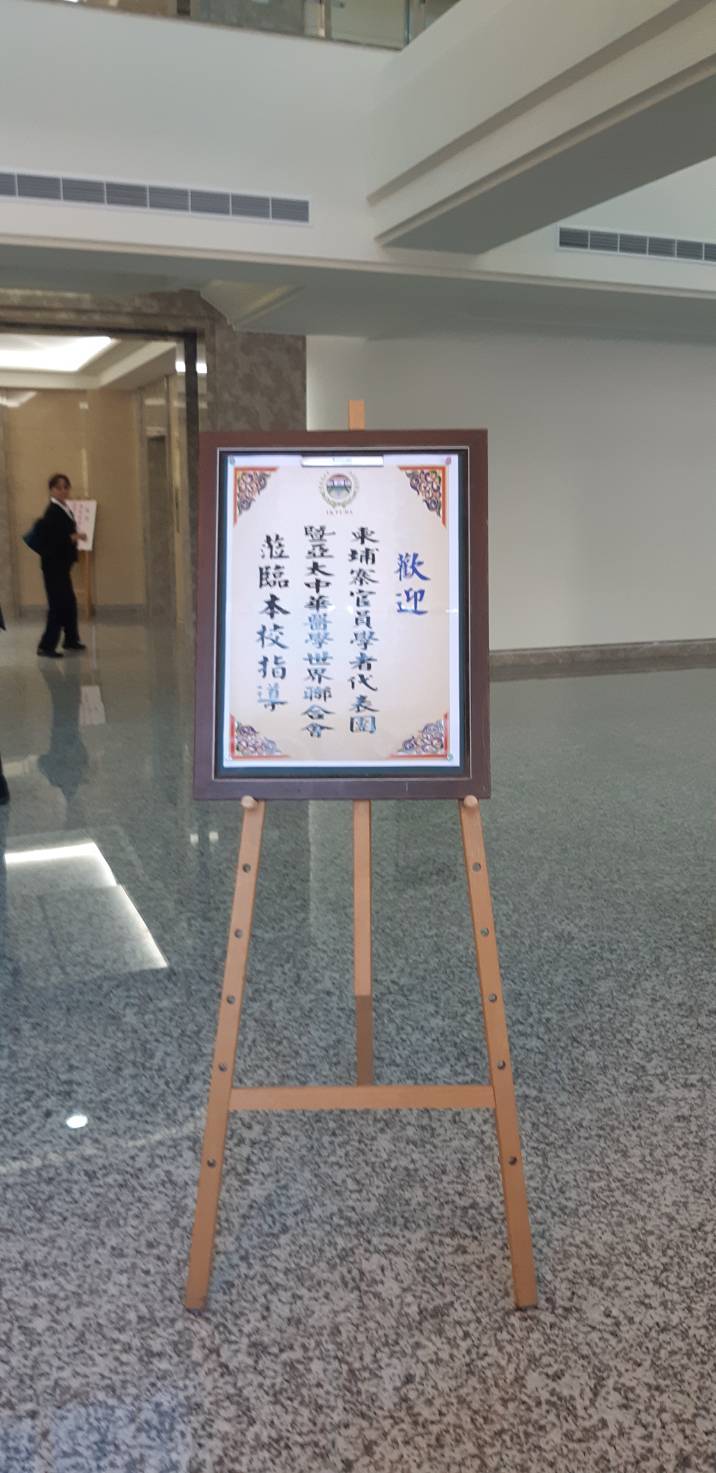 歡迎
柬埔寨官員學者代表團
暨亞太中華醫學世界聯合會
蒞臨本校指導